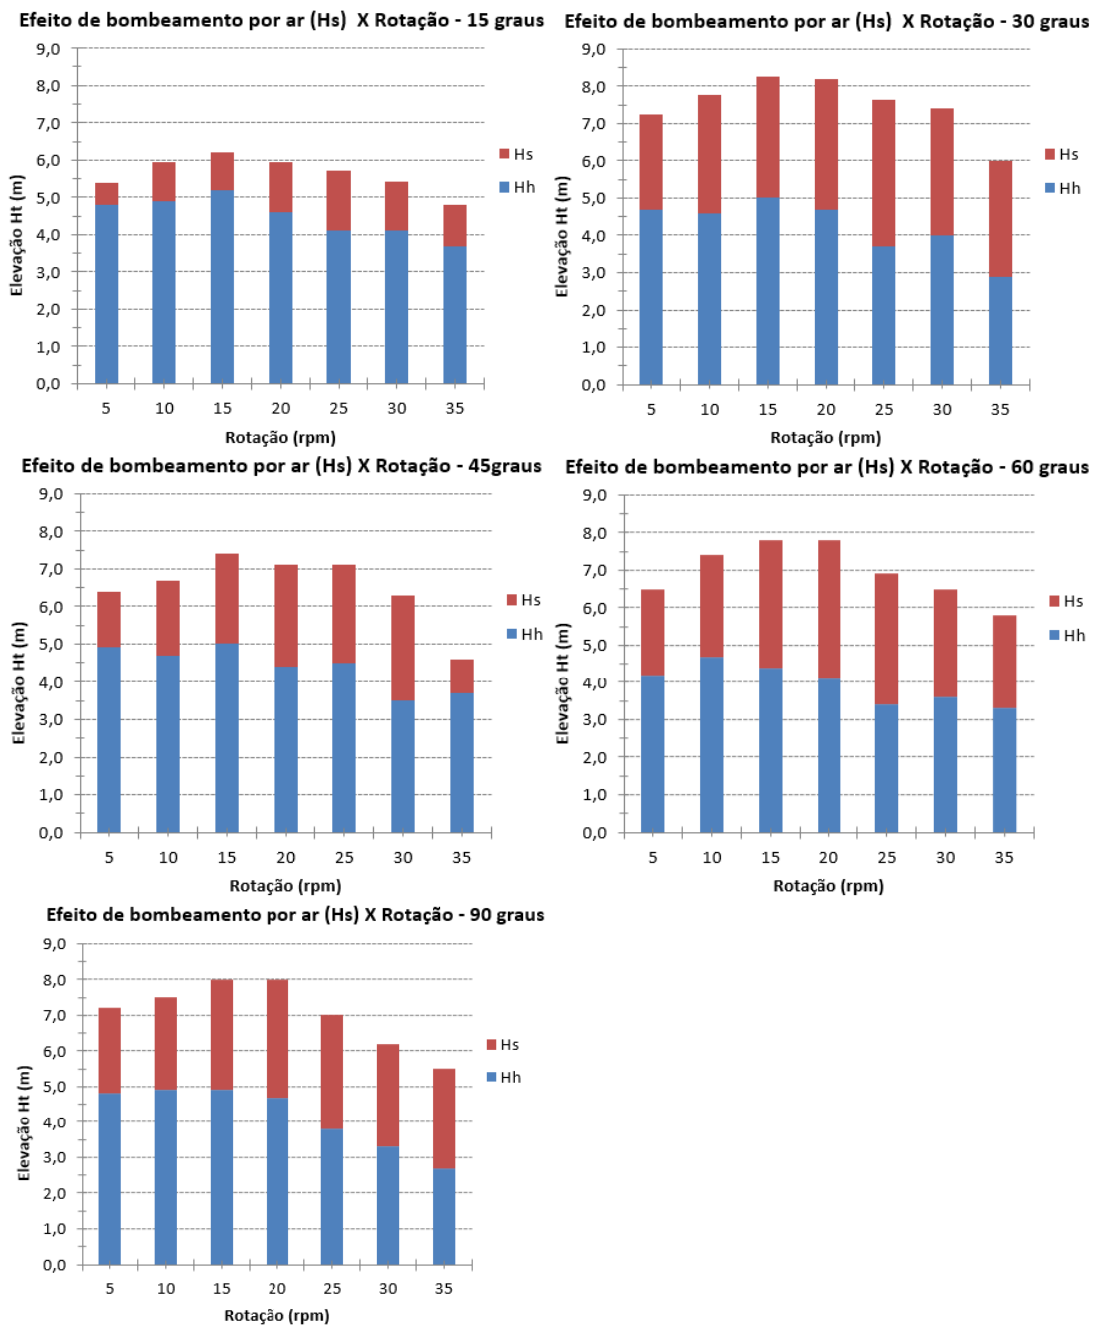 Efeito de bombeamento por ar (Hs) X Rotação - 15 graus
9,0
8,0
7,0
6,0
5,0
4,0
3,0
2,0
1,0
0,0
Elevação Ht (m)
5 10 15 20 25 30 35
Rotação (rpm)
Hs
Hh
Efeito de bombeamento por ar (Hs) X Rotação - 30 graus
9,0
8,0
7,0
6,0
5,0
4,0
3,0
2,0
1,0
0,0
Elevação Ht (m)
5 10 15 20 25 30 35
Rotação (rpm)
Hs
Hh
Efeito de bombeamento por ar (Hs) X Rotação - 45graus
9,0
8,0
7,0
6,0
5,0
4,0
3,0
2,0
1,0
0,0
Elevação Ht (m)
5 10 15 20 25 30 35
Rotação (rpm)
Hs
Hh
Efeito de bombeamento por ar (Hs) X Rotação - 60 graus
9,0
8,0
7,0
6,0
5,0
4,0
3,0
2,0
1,0
0,0
Elevação Ht (m)
5 10 15 20 25 30 35
Rotação (rpm)
Hs
Hh
Efeito de bombeamento por ar (Hs) X Rotação - 90 graus
9,0
8,0
7,0
6,0
5,0
4,0
3,0
2,0
1,0
0,0
Elevação Ht (m)
5 10 15 20 25 30 35
Rotação (rpm)
Hs
Hh